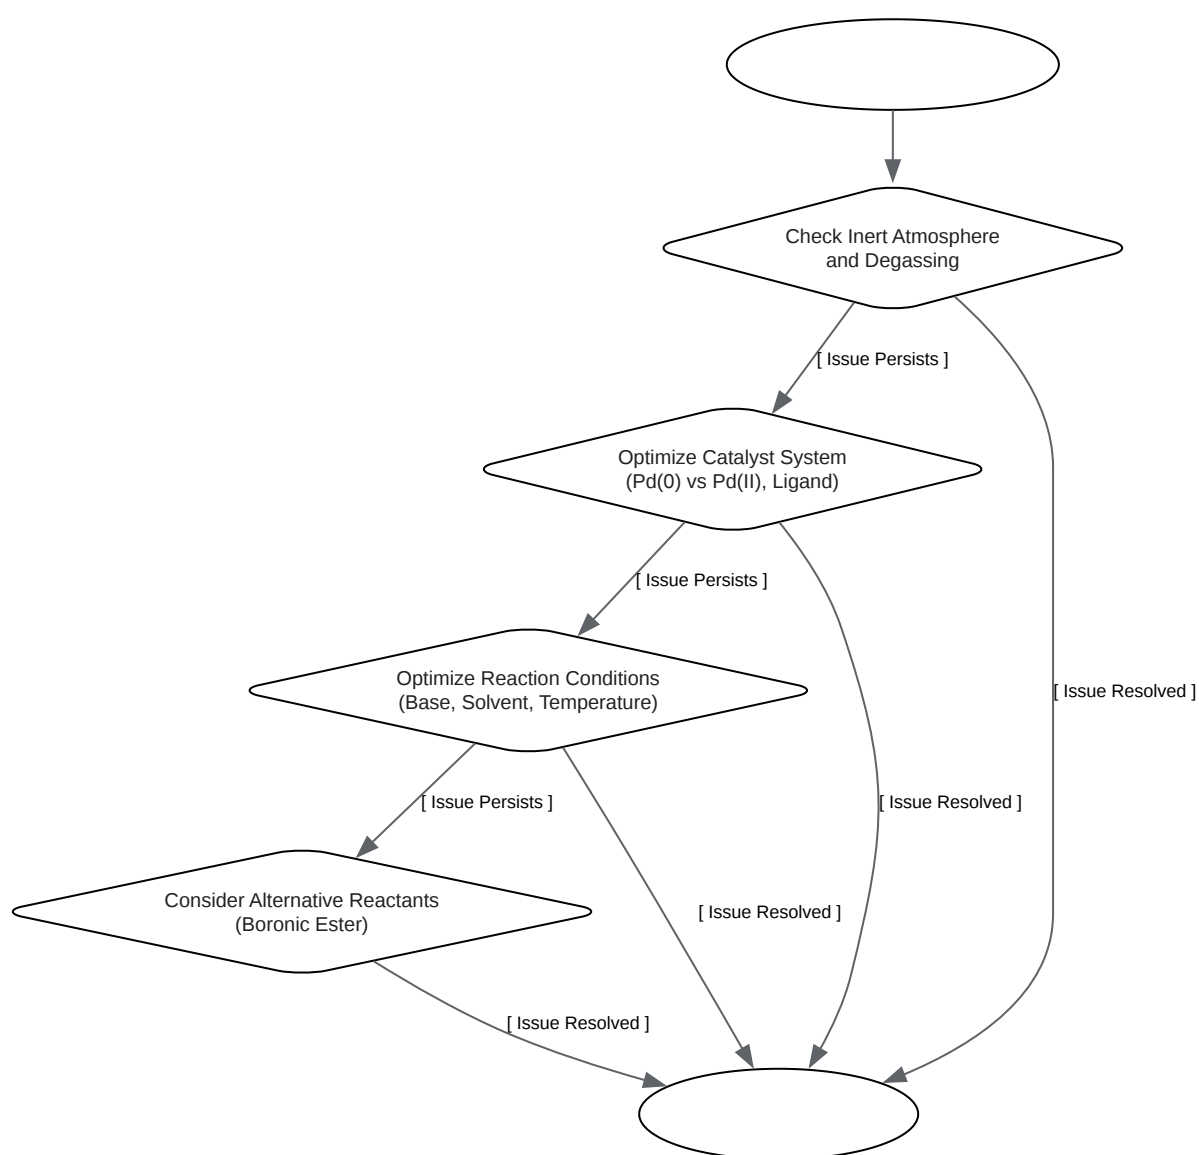 Check Inert Atmosphere
and Degassing
[ Issue Persists ]
Optimize Catalyst System
(Pd(0) vs Pd(II), Ligand)
[ Issue Persists ]
Optimize Reaction Conditions
(Base, Solvent, Temperature)
[ Issue Resolved ]
[ Issue Persists ]
[ Issue Resolved ]
Consider Alternative Reactants
(Boronic Ester)
[ Issue Resolved ]
[ Issue Resolved ]